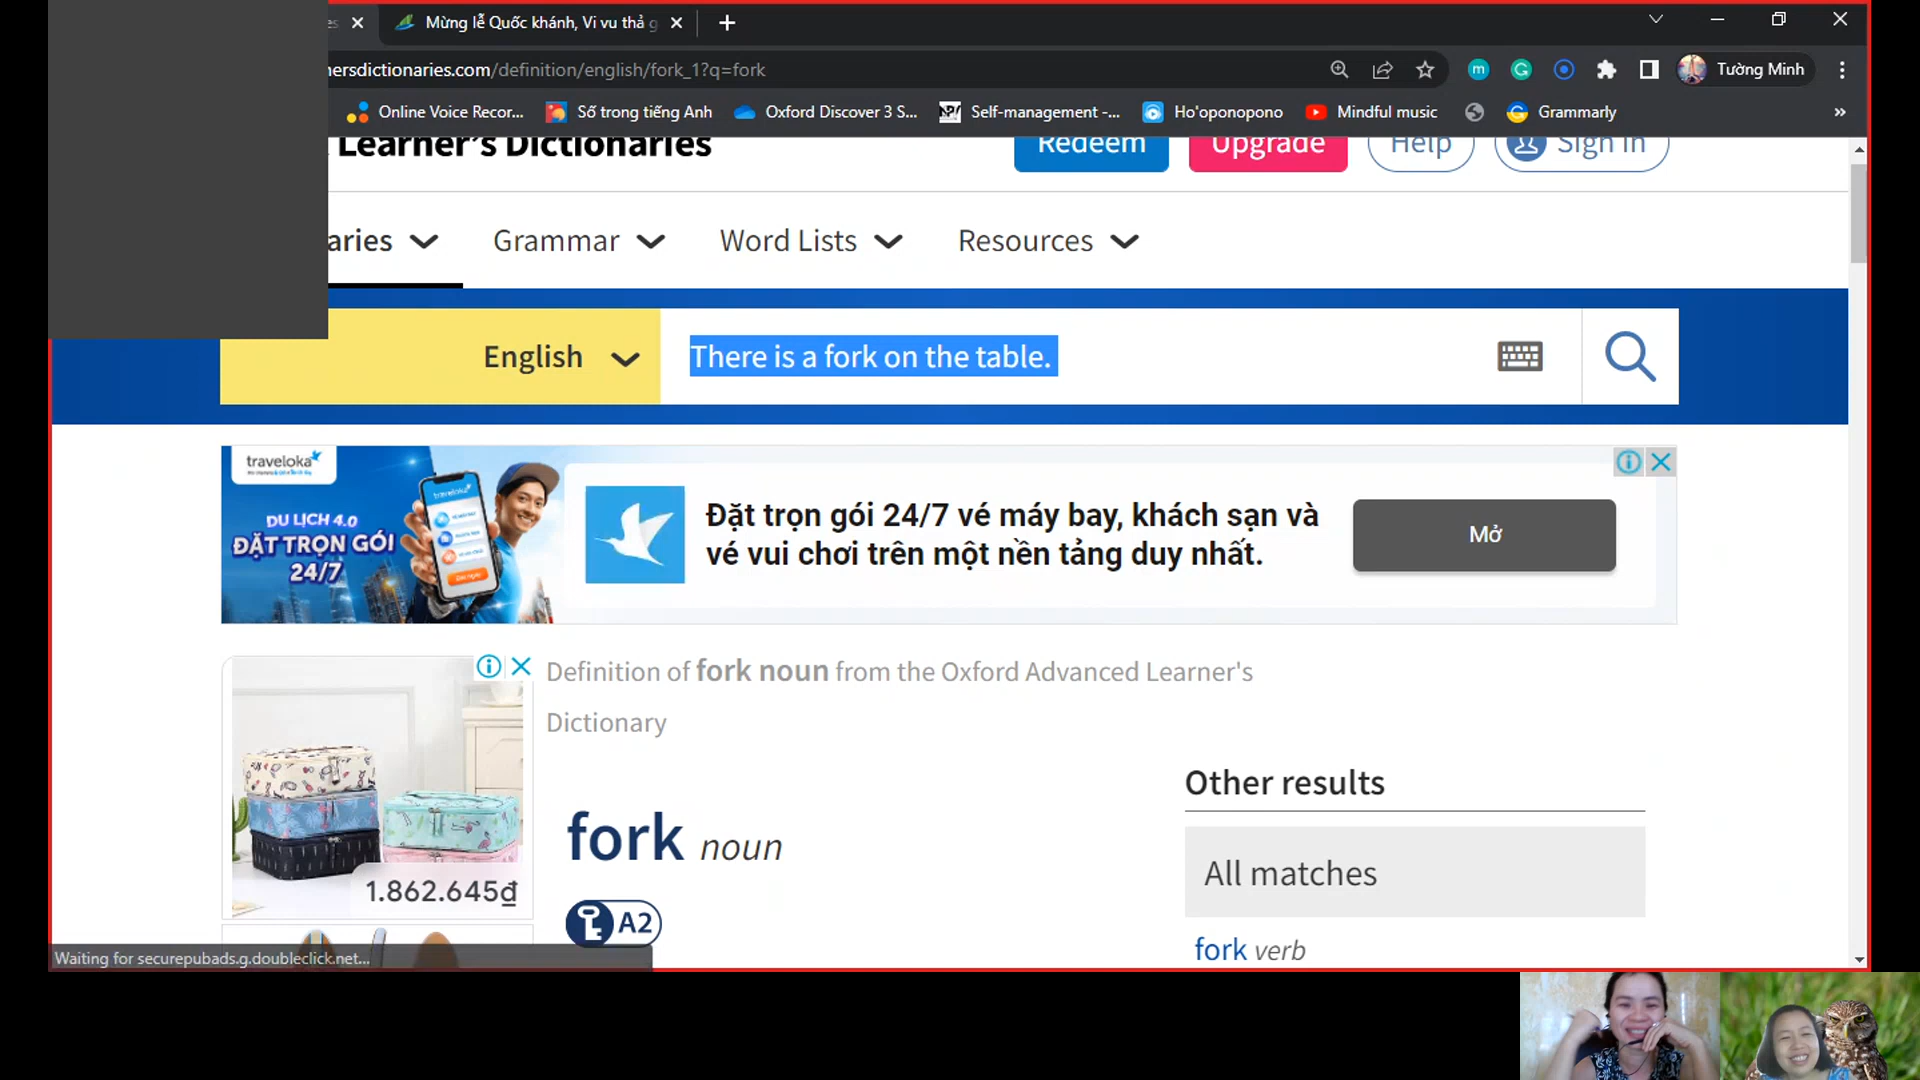 es
Mừng lễ Quốc khánh, Vi vu thả g
nersdictionaries.com/definition/english/fork_1?q=fork
m
G
Tường Minh
Online Voice Recor...
Số trong tiếng Anh
Oxford Discover 3 S...
Self-management -...
Ho'oponopono
Mindful music
Grammarly
»
Learner's Dictionaries
Redeem
Upgrade
Help
Sign in
aries
Grammar
Word Lists
Resources
English
There is a fork on the table.
traveloka
DU LỊCH 4.0
ĐẶT TRỌN GÓI
24/7
Đặt trọn gói 24/7 vé máy bay, khách sạn và
vé vui chơi trên một nền tảng duy nhất.
Mở
Definition of fork noun from the Oxford Advanced Learner's
Dictionary
fork noun
A2
1.862.645₫
Other results
All matches
fork verb
Waiting for securepubads.g.doubleclick.net...